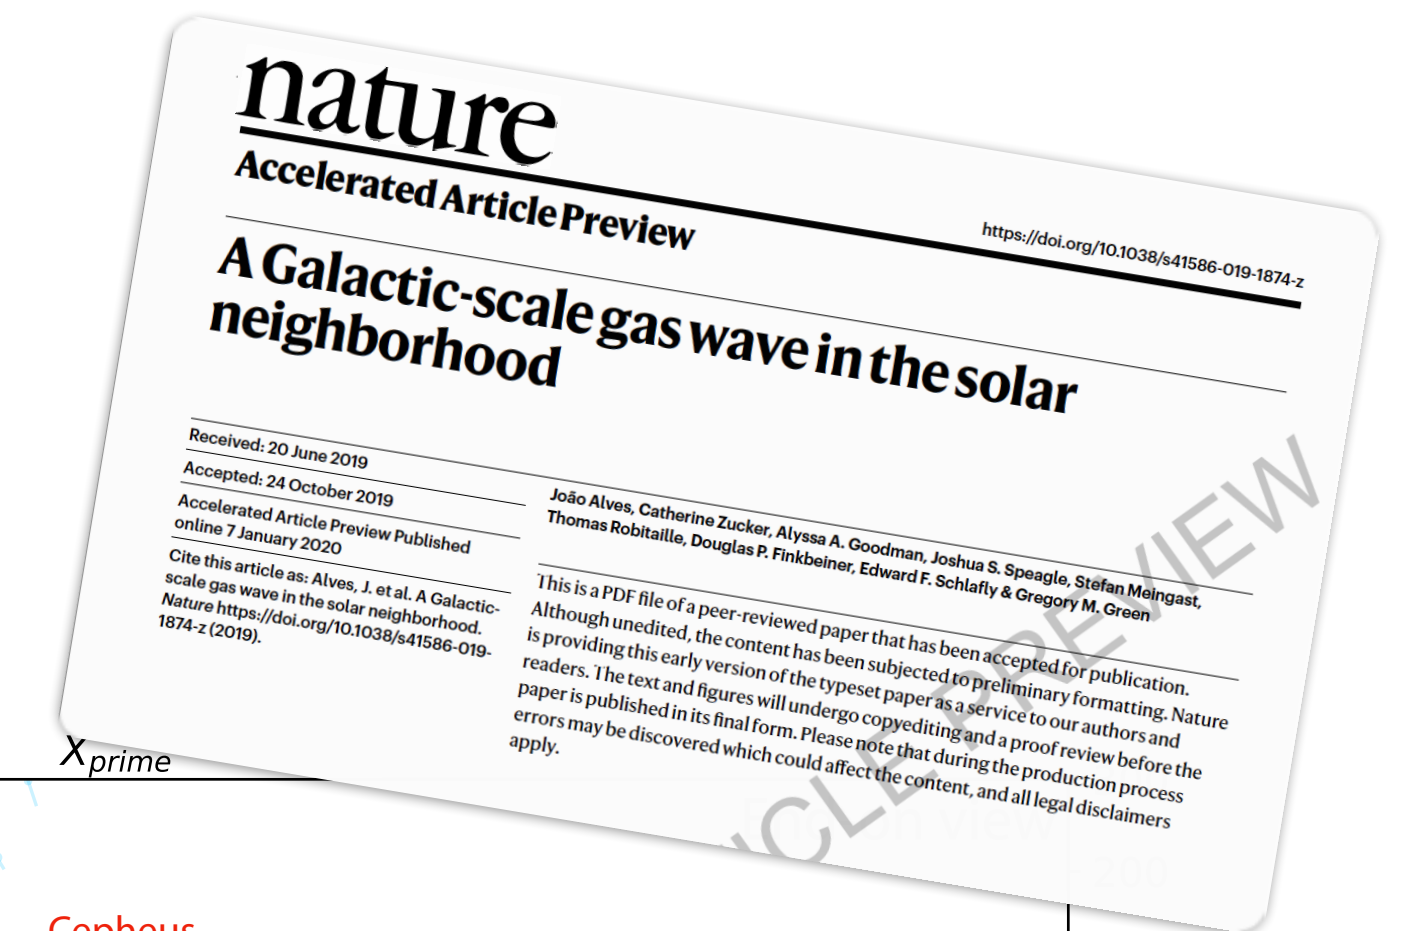 nature
Accelerated Article Preview
https://doi.org/10.1038/s41586-019-1874-z
A Galactic-scale gas wave in the solar
neighborhood
Received: 20 June 2019
Accepted: 24 October 2019
Accelerated Article Preview Published
online 7 January 2020
Cite this article as: Alves, J. et al. A Galactic-
scale gas wave in the solar neighborhood.
Nature https://doi.org/10.1038/s41586-019-
1874-z (2019).
João Alves, Catherine Zucker, Alyssa A. Goodman, Joshua S. Speagle, Stefan Meingast,
Thomas Robitaille, Douglas P. Finkbeiner, Edward F. Schlafly & Gregory M. Green
This is a PDF file of a peer-reviewed paper that has been accepted for publication.
Although unedited, the content has been subjected to preliminary formatting. Nature
is providing this early version of the typeset paper as a service to our authors and
readers. The text and figures will undergo copyediting and a proof review before the
paper is published in its final form. Please note that during the production process
errors may be discovered which could affect the content, and all legal disclaimers
apply.
ICLE PREVIEW
Xprime
200
Cepheus